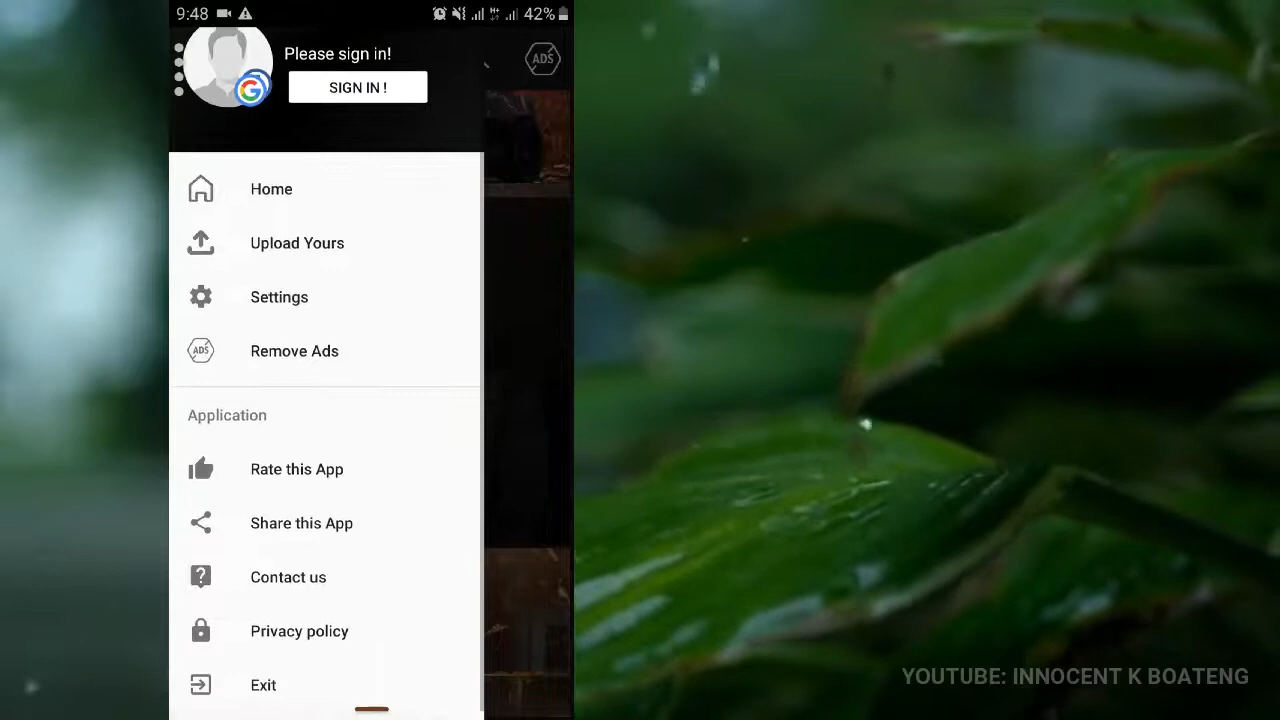 9:48 42%
Please sign in!
ADS
SIGN IN !
Home
Upload Yours
Settings
ADS
Remove Ads
Application
Rate this App
Share this App
Contact us
Privacy policy
Exit
YOUTUBE: INNOCENT K BOATENG